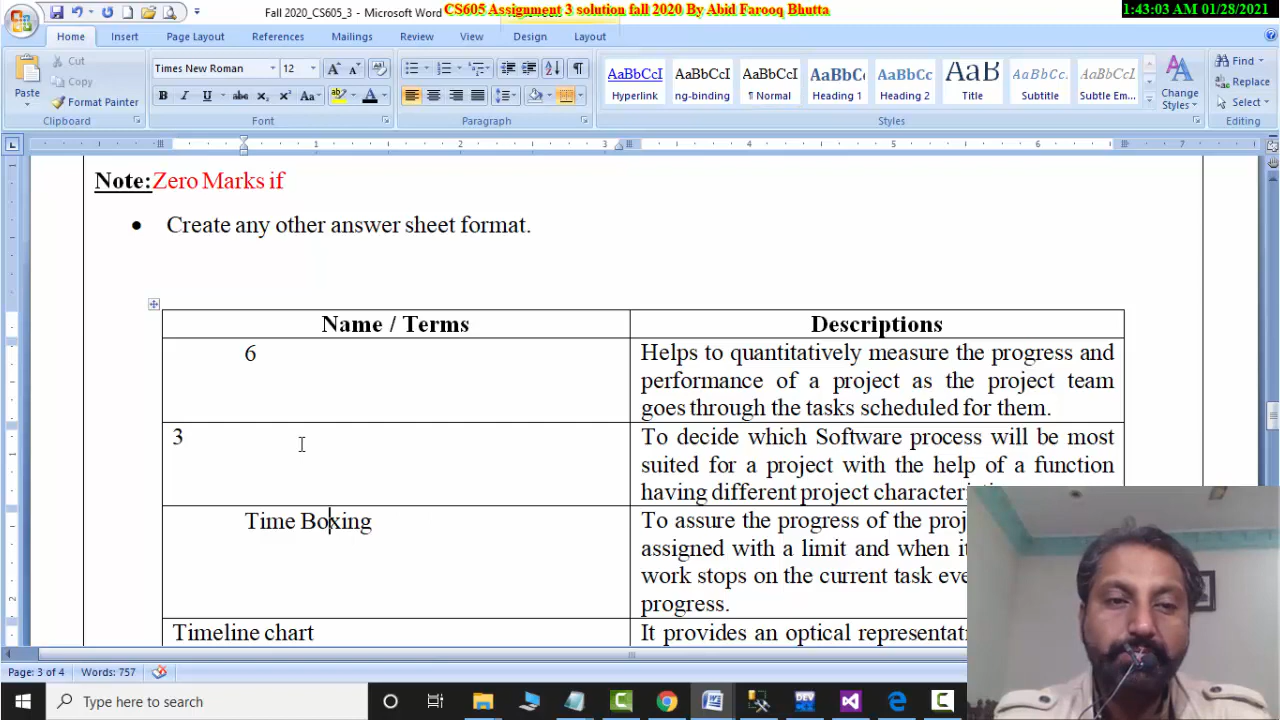 Fall 2020_CS605_3 - Microsoft Word
CS605 Assignment 3 solution fall 2020 By Abid Farooq Bhutta
1:43:03 AM 01/28/2021
Home Insert Page Layout References Mailings Review View Design Layout
Paste
Cut
Copy
Format Painter
Clipboard
Times New Roman 12
Font
Paragraph
AaBbCcI AaBbCcI AaBbCcI AaBbCc AaBbCcI AaB AaBbCcI AaBbCcI
Hyperlink ng-binding ¶ Normal Heading 1 Heading 2 Title Subtitle Subtle Em...
Styles
Change Styles
Find
Replace
Select
Editing
Note:Zero Marks if
• Create any other answer sheet format.
Name / Terms Descriptions
6
Helps to quantitatively measure the progress and
performance of a project as the project team
goes through the tasks scheduled for them.
3
To decide which Software process will be most
suited for a project with the help of a function
having different project
Time Boxing
To assure the progress of the
assigned with a limit and when
work stops on the current task
progress.
Timeline chart
It provides an optical
Page: 3 of 4 Words: 757
Type here to search